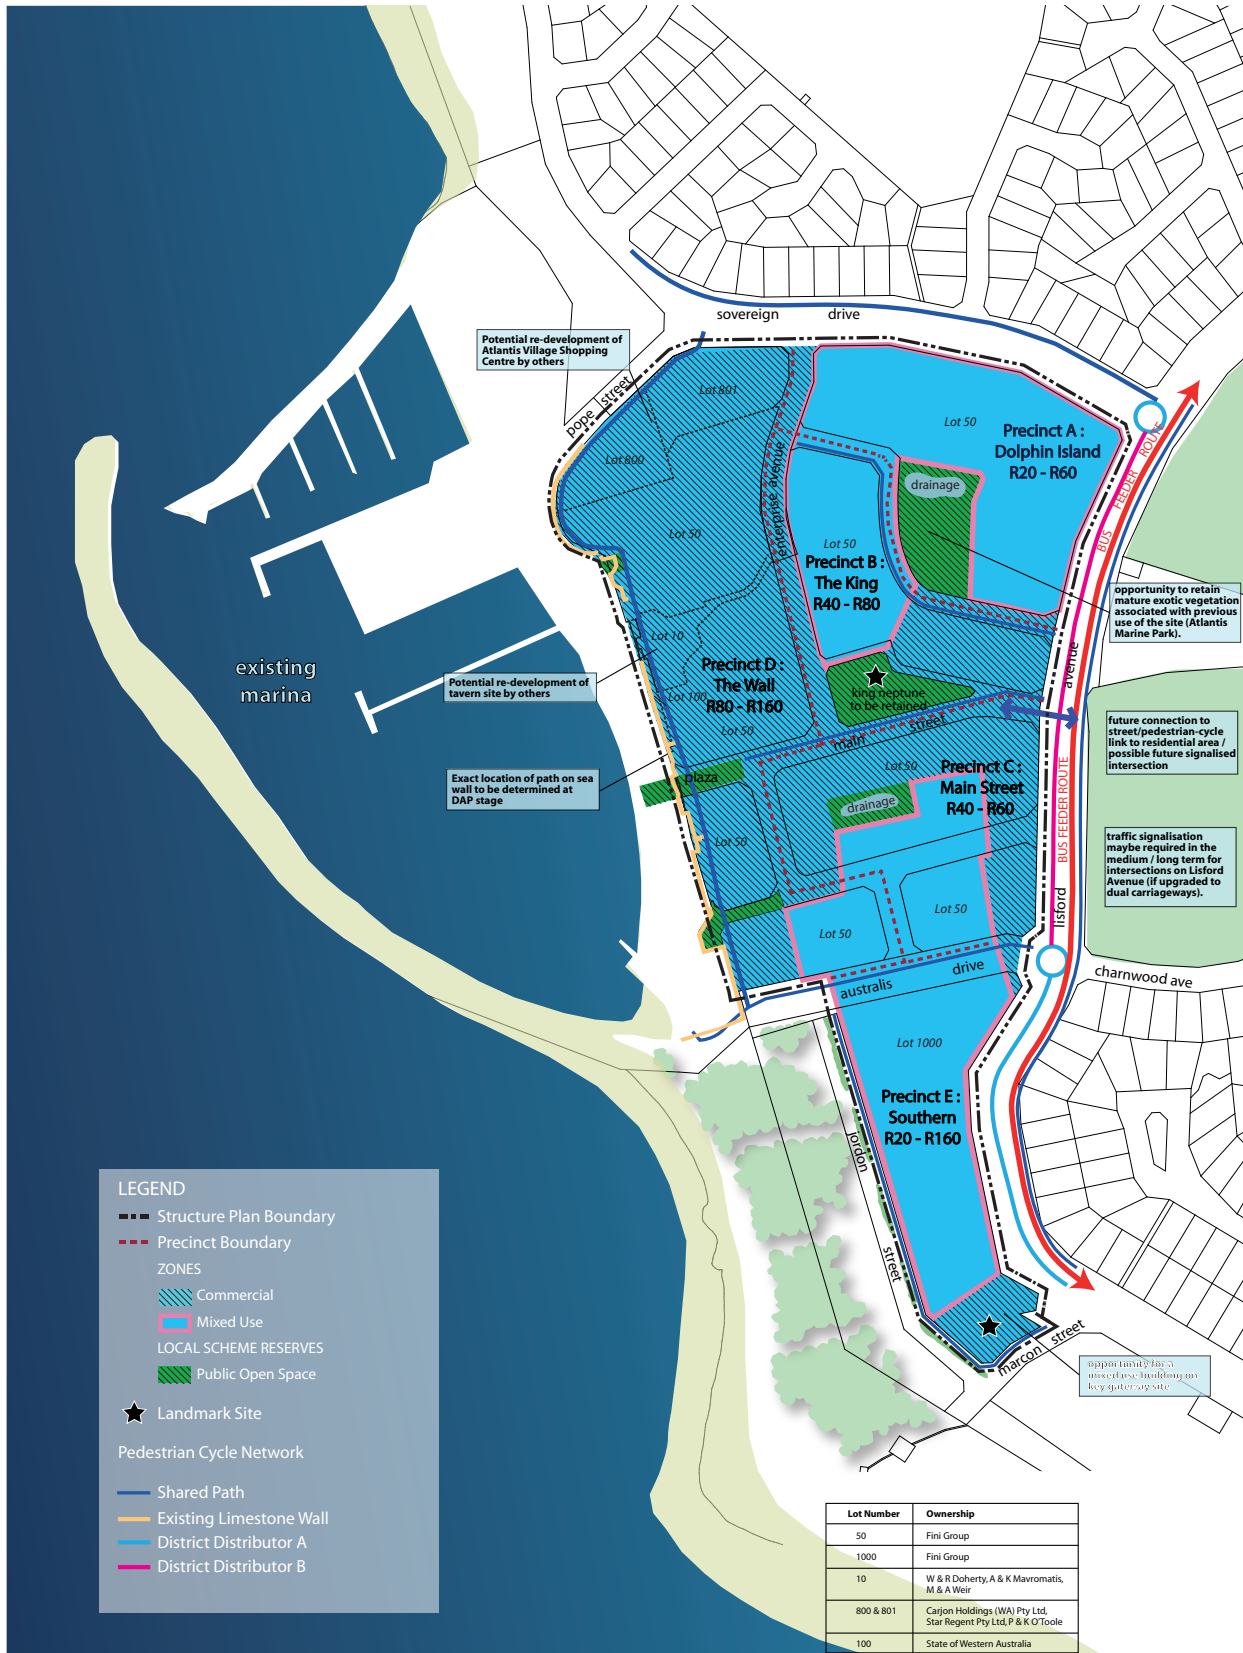 sovereign drive
Potential re-development of
Atlantis Village Shopping
Centre by others
pope street
Lot 801
Lot 800
Lot 50
enterprise avenue
Lot 50
Precinct A :
Dolphin Island
R20 - R60
drainage
BUS FEEDER ROUTE
Lot 50
Precinct B :
The King
R40 - R80
opportunity to retain
mature exotic vegetation
associated with previous
use of the site (Atlantis
Marine Park).
existing
marina
Lot 10
Precinct D :
The Wall
R80 - R160
Lot 100
Lot 50
Potential re-development of
tavern site by others
king neptune
to be retained
avenue
main street
future connection to
street/pedestrian-cycle
link to residential area /
possible future signalised
intersection
Exact location of path on sea
wall to be determined at
DAP stage
plaza
Lot 50
Precinct C :
Main Street
R40 - R60
drainage
BUS FEEDER ROUTE
traffic signalisation
maybe required in the
medium / long term for
intersections on Lisford
Avenue (if upgraded to
dual carriageways).
Lot 50
Lot 50
Lot 50
lisford
charnwood ave
australis drive
Lot 1000
Precinct E :
Southern
R20 - R160
jordon street
marcon street
opportunity for a
mixed use building on
key gateway site
LEGEND
Structure Plan Boundary
Precinct Boundary
ZONES
Commercial
Mixed Use
LOCAL SCHEME RESERVES
Public Open Space
Landmark Site
Pedestrian Cycle Network
Shared Path
Existing Limestone Wall
District Distributor A
District Distributor B
Lot Number Ownership
50 Fini Group
1000 Fini Group
10 W & R Doherty, A & K Mavromatis,
M & A Weir
800 & 801 Carjon Holdings (WA) Pty Ltd,
Star Regent Pty Ltd, P & K O'Toole
100 State of Western Australia